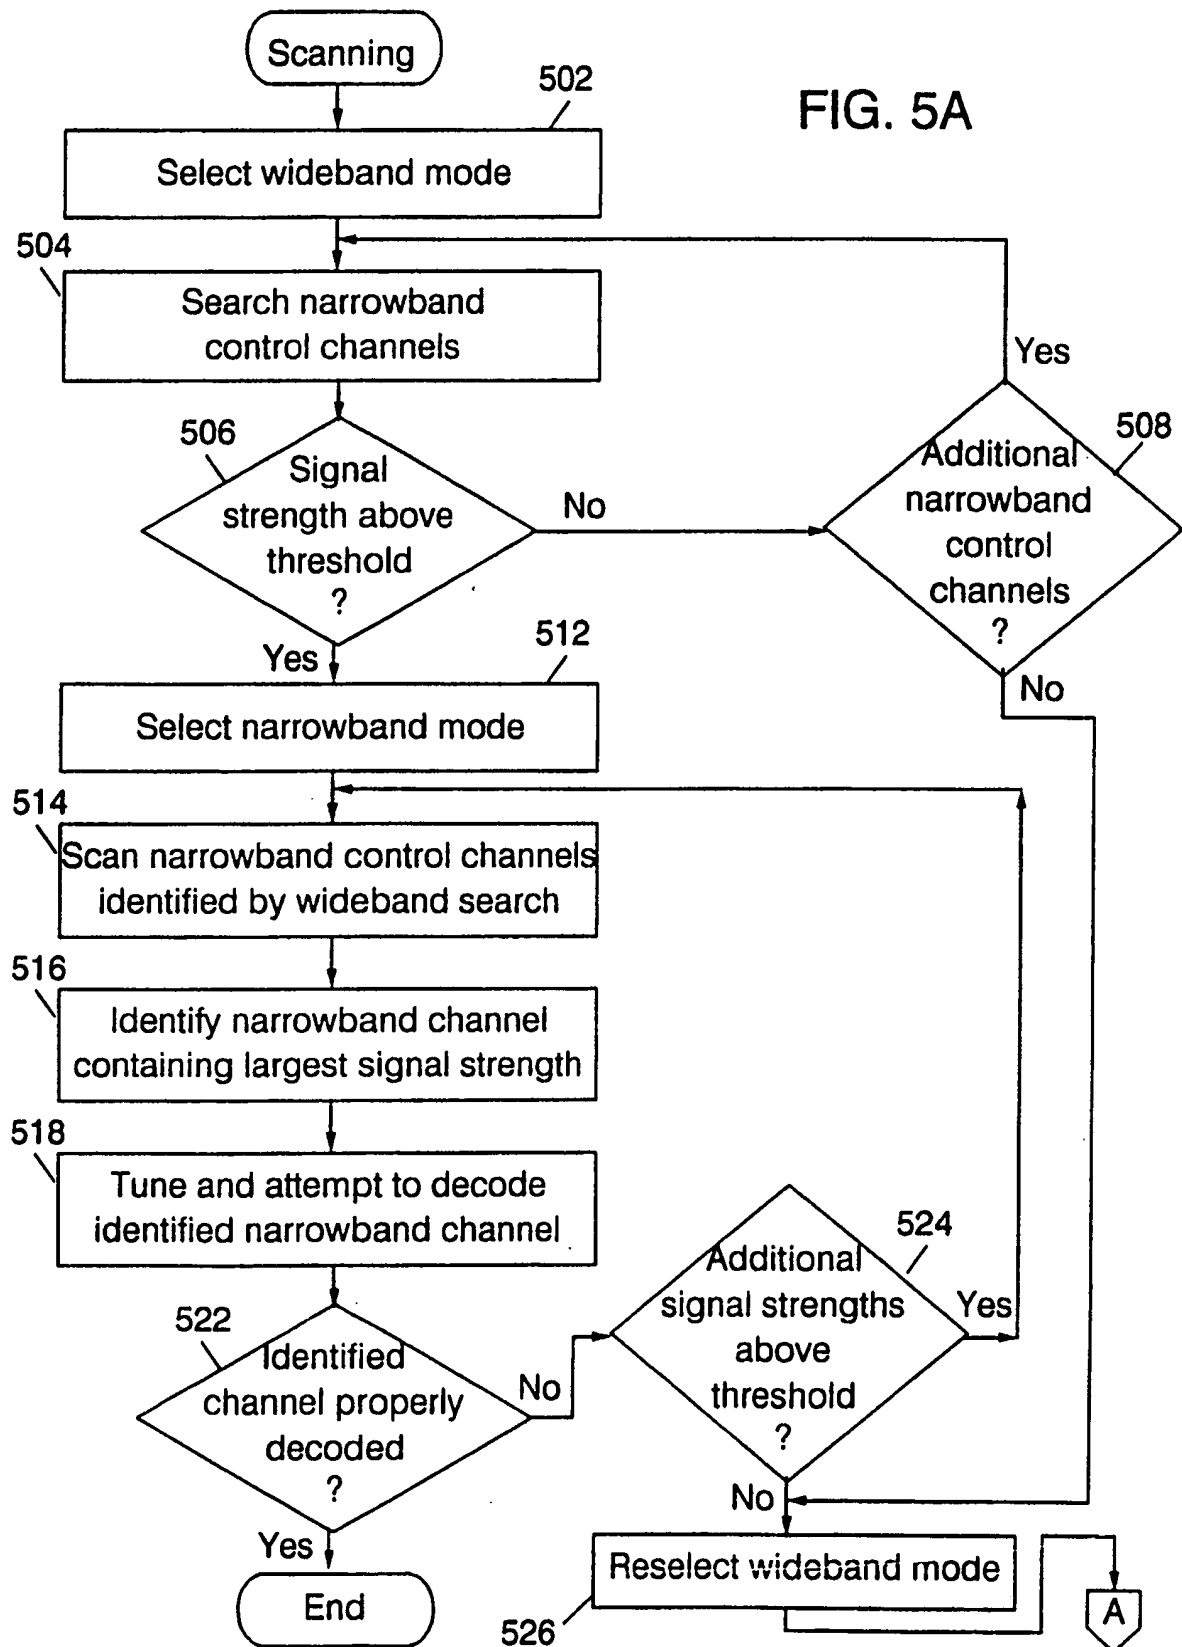 Scanning
502
FIG. 5A
Select wideband mode
504
Search narrowband
control channels
Yes
506
Signal
strength above
threshold
?
No
508
Additional
narrowband
control
channels
?
Yes
512
No
Select narrowband mode
514
Scan narrowband control channels
identified by wideband search
516
Identify narrowband channel
containing largest signal strength
518
Tune and attempt to decode
identified narrowband channel
522
Identified
channel properly
decoded
?
No
524
Additional
signal strengths
above
threshold
?
Yes
No
Yes
End
Reselect wideband mode
526
A